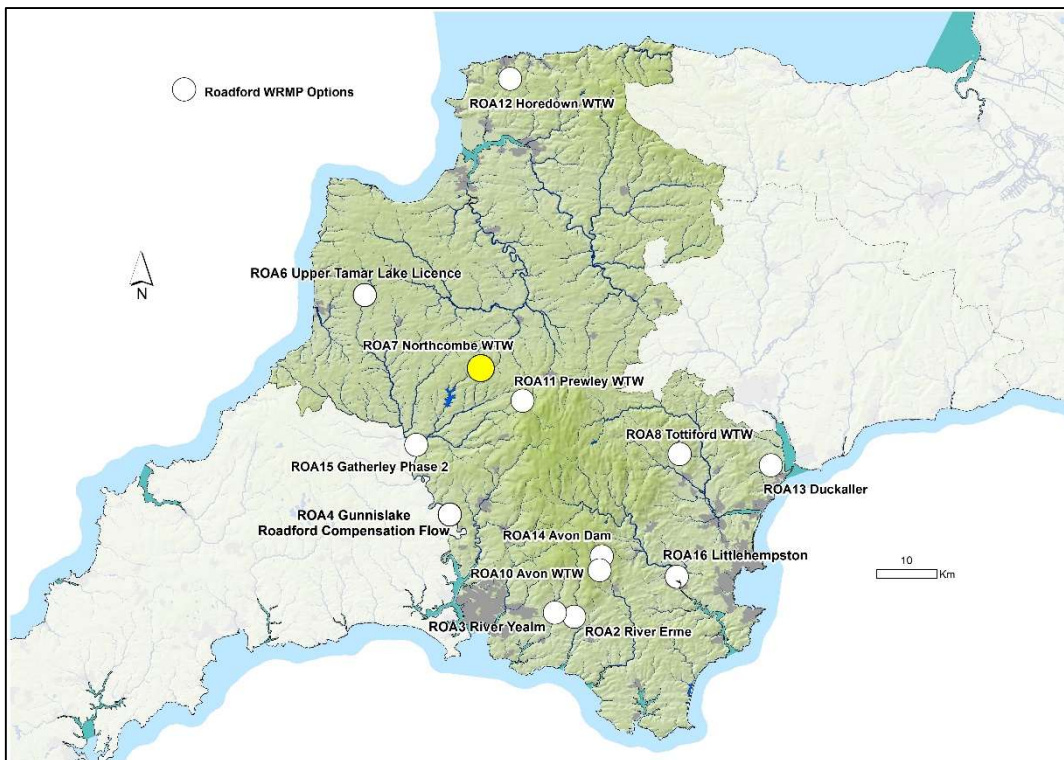 Roadford WRMP Options
ROA12 Horedown WTW
N
ROA6 Upper Tamar Lake Licence
ROA7 Northcombe WTW
ROA11 Prewley WTW
ROA8 Tottiford WTW
ROA15 Gatherley Phase 2
ROA13 Duckaller
ROA4 Gunnislake
Roadford Compensation Flow
ROA14 Avon Dam
ROA16 Littlehempston
ROA10 Avon WTW
10
Km
ROA3 River Yealm
ROA2 River Erme